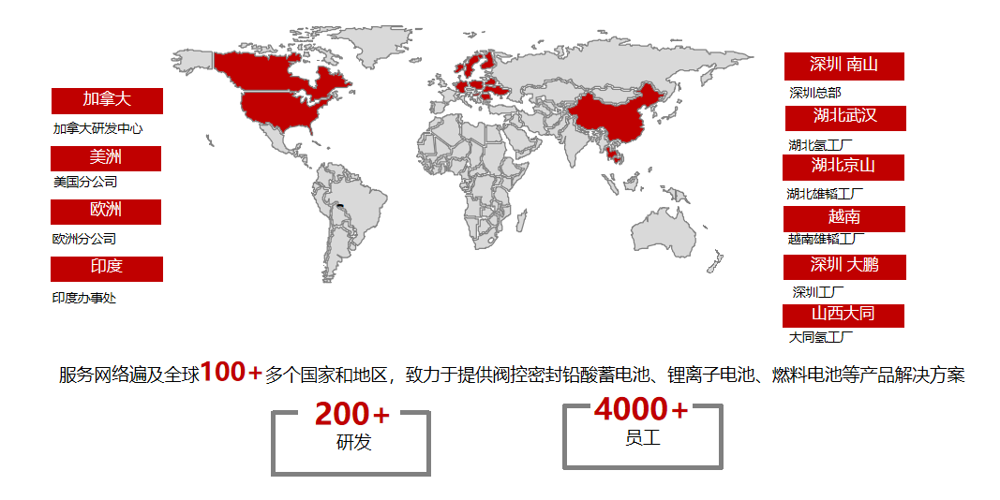 加拿大
加拿大研发中心
美洲
美国分公司
欧洲
欧洲分公司
印度
印度办事处
深圳 南山
深圳总部
湖北武汉
湖北氢工厂
湖北京山
湖北雄韬工厂
越南
越南雄韬工厂
深圳 大鹏
深圳工厂
山西大同
大同氢工厂
服务网络遍及全球100+多个国家和地区，致力于提供阀控密封铅酸蓄电池、锂离子电池、燃料电池等产品解决方案
200+
研发
4000+
员工